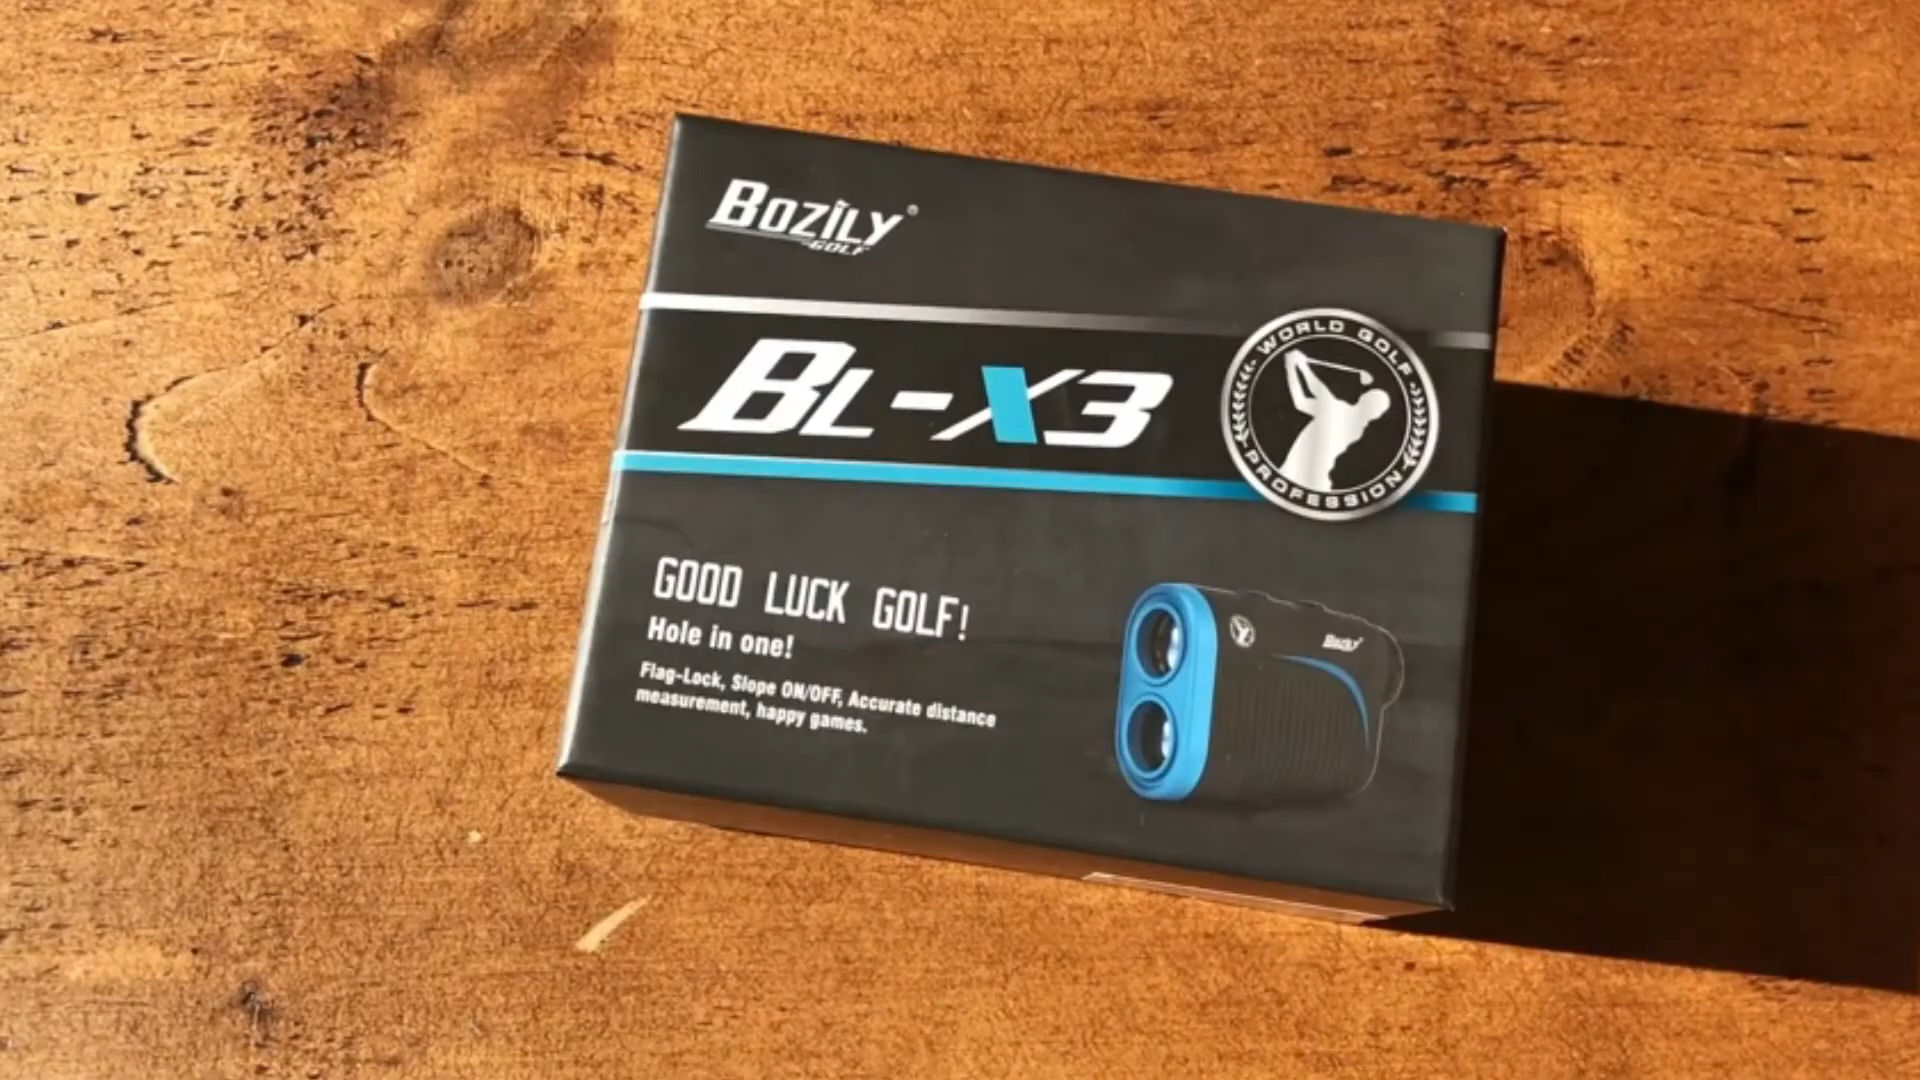 BOZILY®
GOLF
BL-X3
WORLD GOLF
PROFESSION
GOOD LUCK GOLF!
Hole in one!
Flag-Lock, Slope ON/OFF, Accurate distance
measurement, happy games.
BOZILY